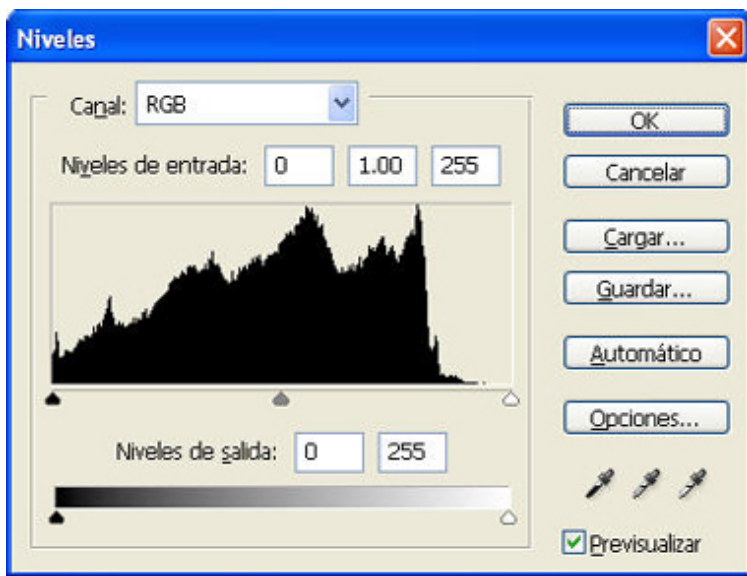 Niveles
Canal: RGB
OK
Niveles de entrada: 0 1.00 255
Cancelar
Cargar...
Guardar...
Automático
Opciones...
Niveles de salida: 0 255
Previsualizar